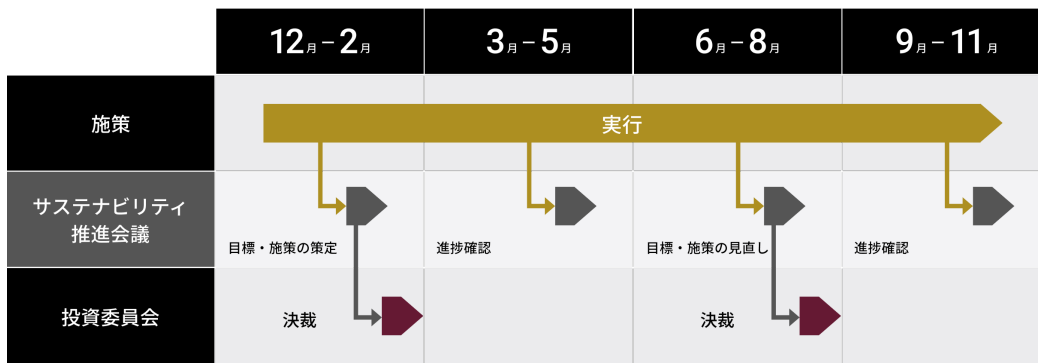 12月－2月 3月－5月 6月－8月 9月－11月
施策
実行
サステナビリティ
推進会議
目標・施策の策定 進捗確認 目標・施策の見直し 進捗確認
投資委員会 決裁 決裁